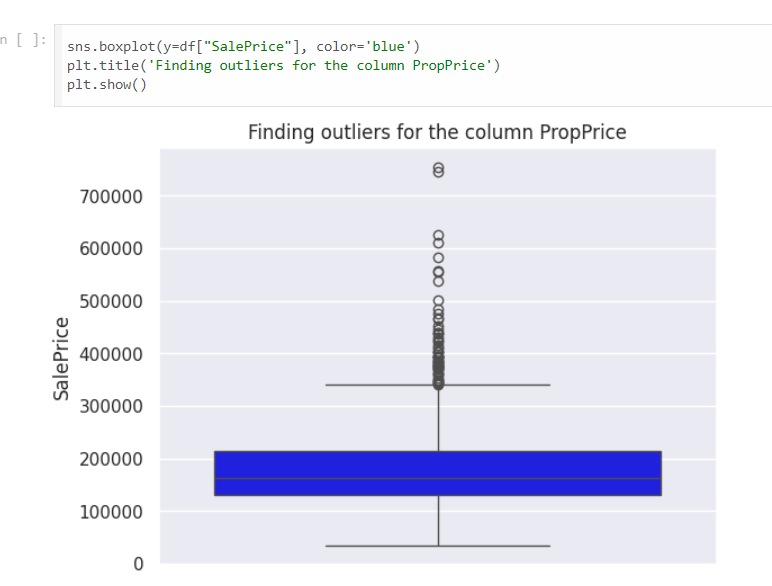 n [ ]:
sns.boxplot(y=df["SalePrice"], color='blue')
plt.title('Finding outliers for the column PropPrice')
plt.show()
Finding outliers for the column PropPrice
700000
600000
500000
400000
300000
200000
100000
0
SalePrice